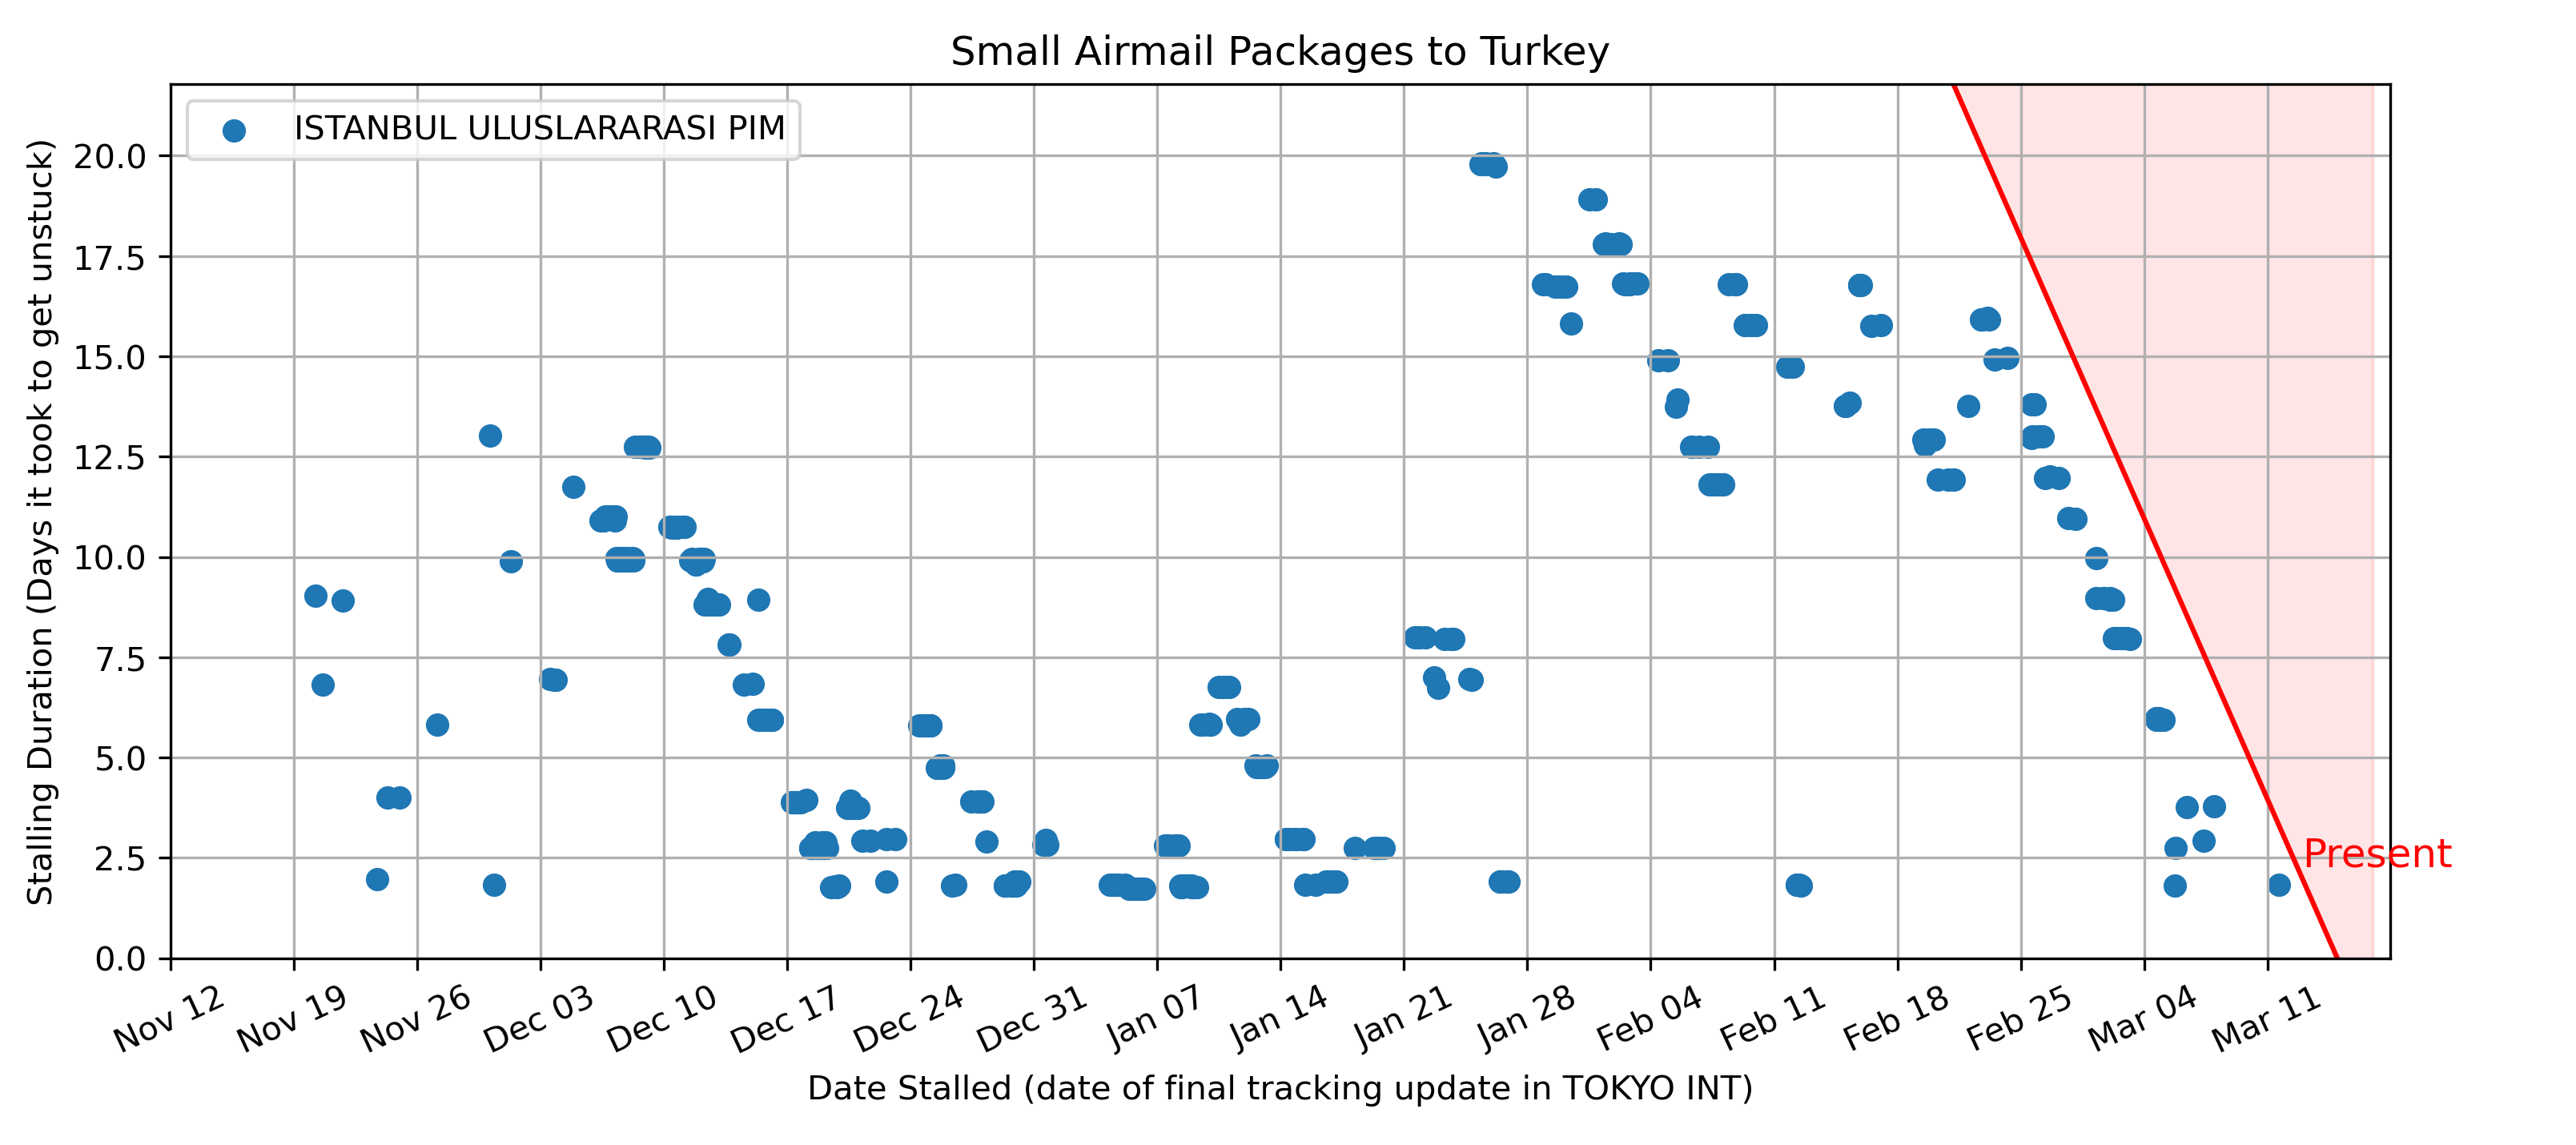 Small Airmail Packages to Turkey
ISTANBUL ULUSLARARASI PIM
Stalling Duration (Days it took to get unstuck)
20.0
17.5
15.0
12.5
10.0
7.5
5.0
2.5
0.0
Present
Nov 12
Nov 19
Nov 26
Dec 03
Dec 10
Dec 17
Dec 24
Dec 31
Jan 07
Jan 14
Jan 21
Jan 28
Feb 04
Feb 11
Feb 18
Feb 25
Mar 04
Mar 11
Date Stalled (date of final tracking update in TOKYO INT)